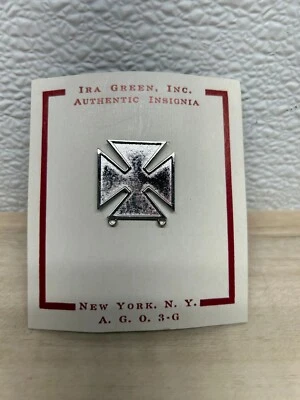 IRA GREEN, INC.
AUTHENTIC INSIGNIA
NEW YORK, N. Y.
A. G. O. 3-G